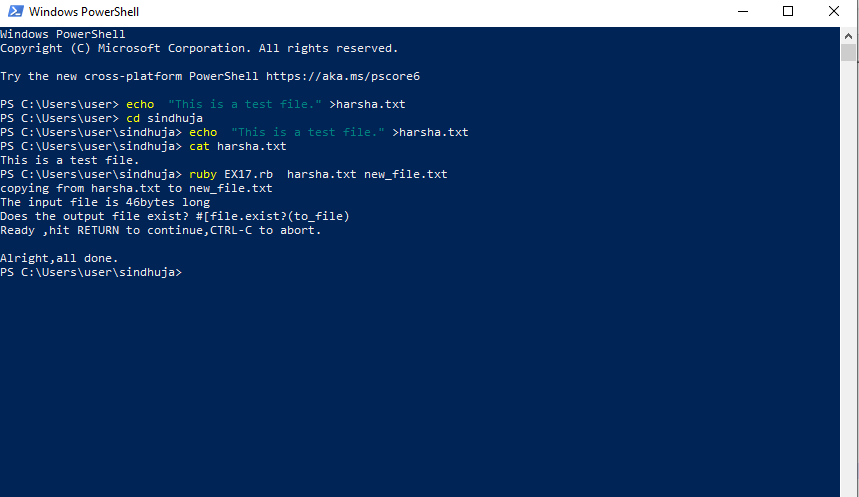 Windows PowerShell
Windows PowerShell
Copyright (C) Microsoft Corporation. All rights reserved.
Try the new cross-platform PowerShell https://aka.ms/pscore6
PS C:\Users\user> echo  "This is a test file." >harsha.txt
PS C:\Users\user> cd sindhuja
PS C:\Users\user\sindhuja> echo  "This is a test file." >harsha.txt
PS C:\Users\user\sindhuja> cat harsha.txt
This is a test file.
PS C:\Users\user\sindhuja> ruby EX17.rb  harsha.txt new_file.txt
copying from harsha.txt to new_file.txt
The input file is 46bytes long
Does the output file exist? #[file.exist?(to_file)
Ready ,hit RETURN to continue,CTRL-C to abort.
Alright,all done.
PS C:\Users\user\sindhuja>